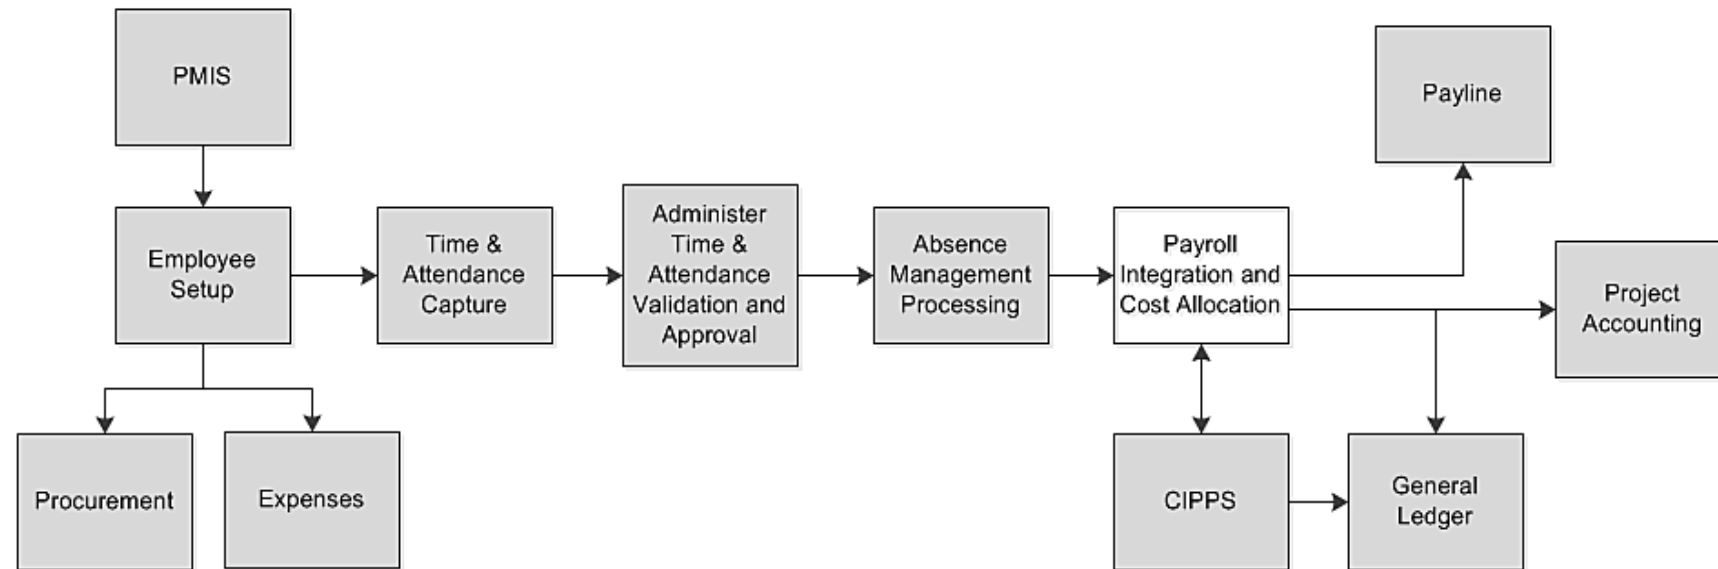 PMIS
Payline
Employee
Setup
Time &
Attendance
Capture
Administer
Time &
Attendance
Validation and
Approval
Absence
Management
Processing
Payroll
Integration and
Cost Allocation
Project
Accounting
Procurement
Expenses
CIPPS
General
Ledger